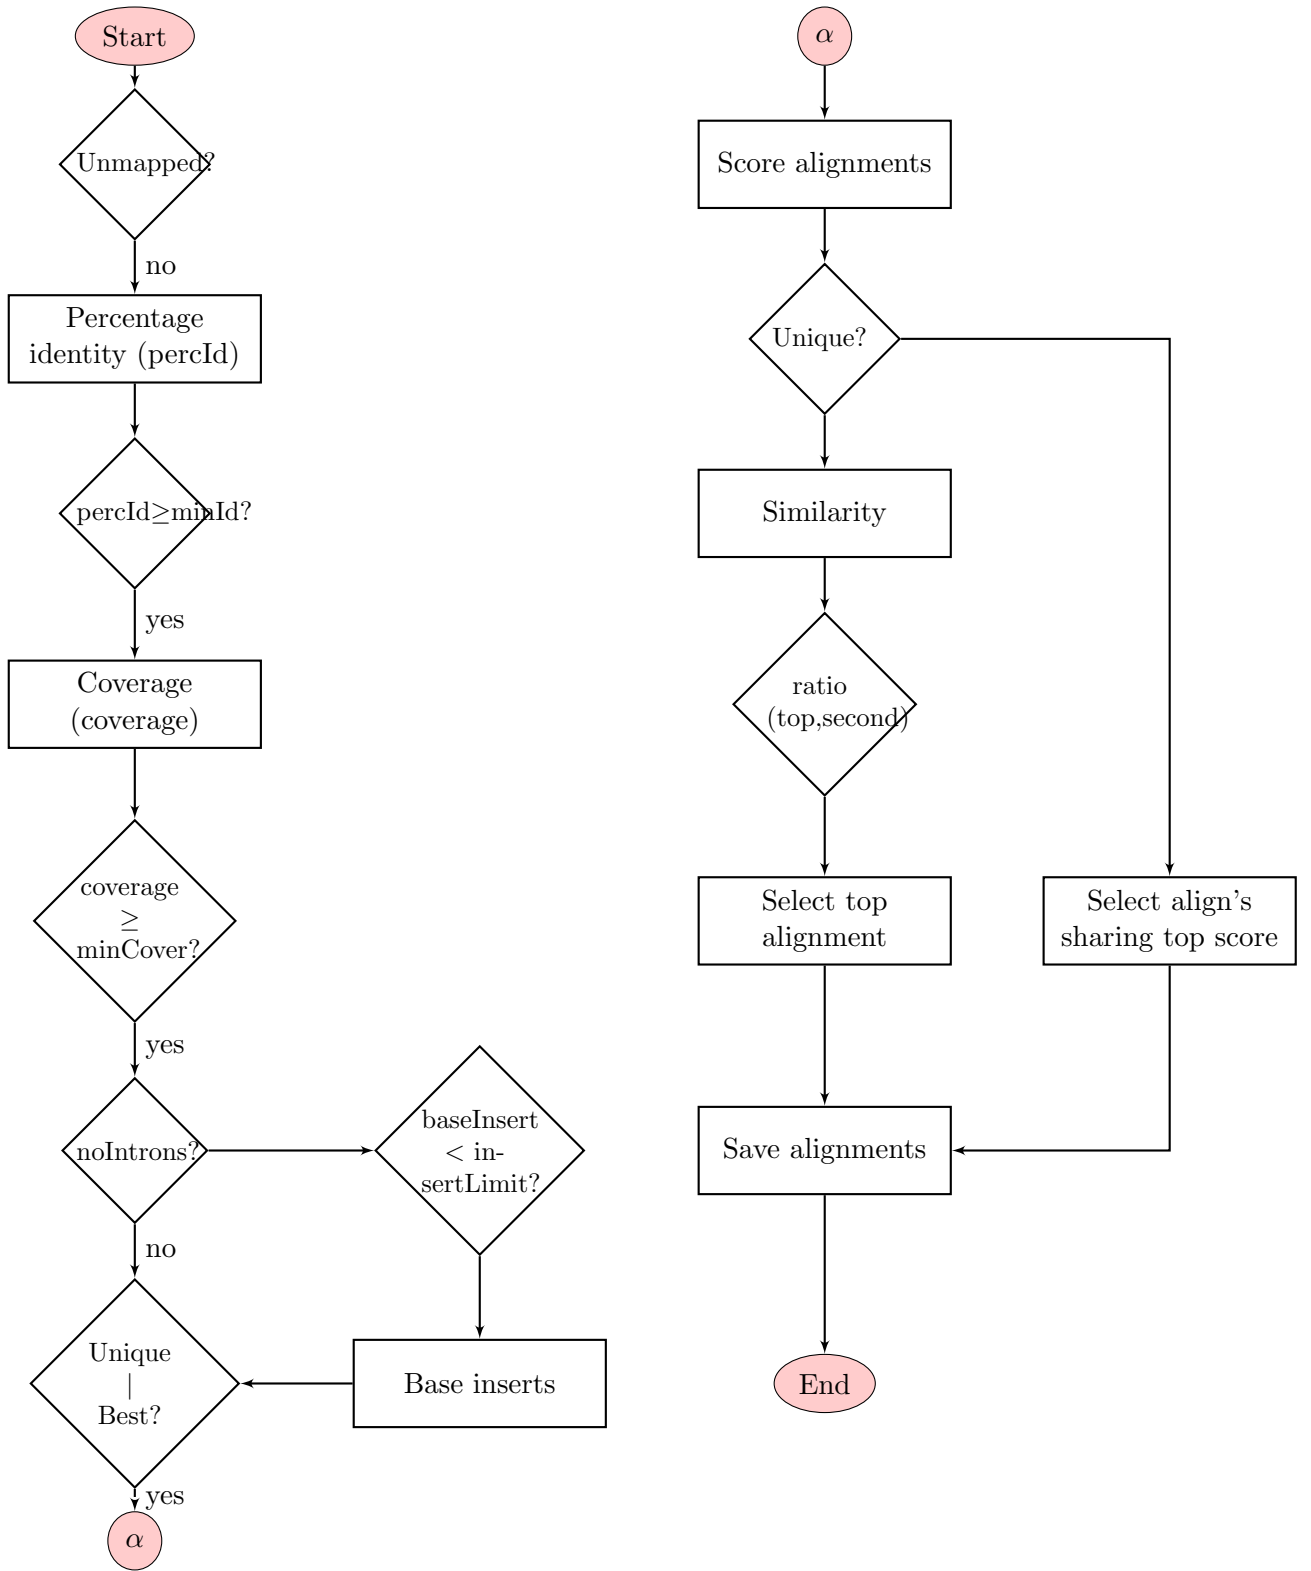 Start
Unmapped?
no
Percentage
identity (percId)
percId≥minId?
yes
Coverage
(coverage)
coverage
≥
minCover?
yes
noIntrons?
baseInsert
< in-
sertLimit?
no
Unique
|
Best?
Base inserts
yes
α
α
Score alignments
Unique?
Similarity
ratio
(top,second)
Select top
alignment
Select align's
sharing top score
Save alignments
End